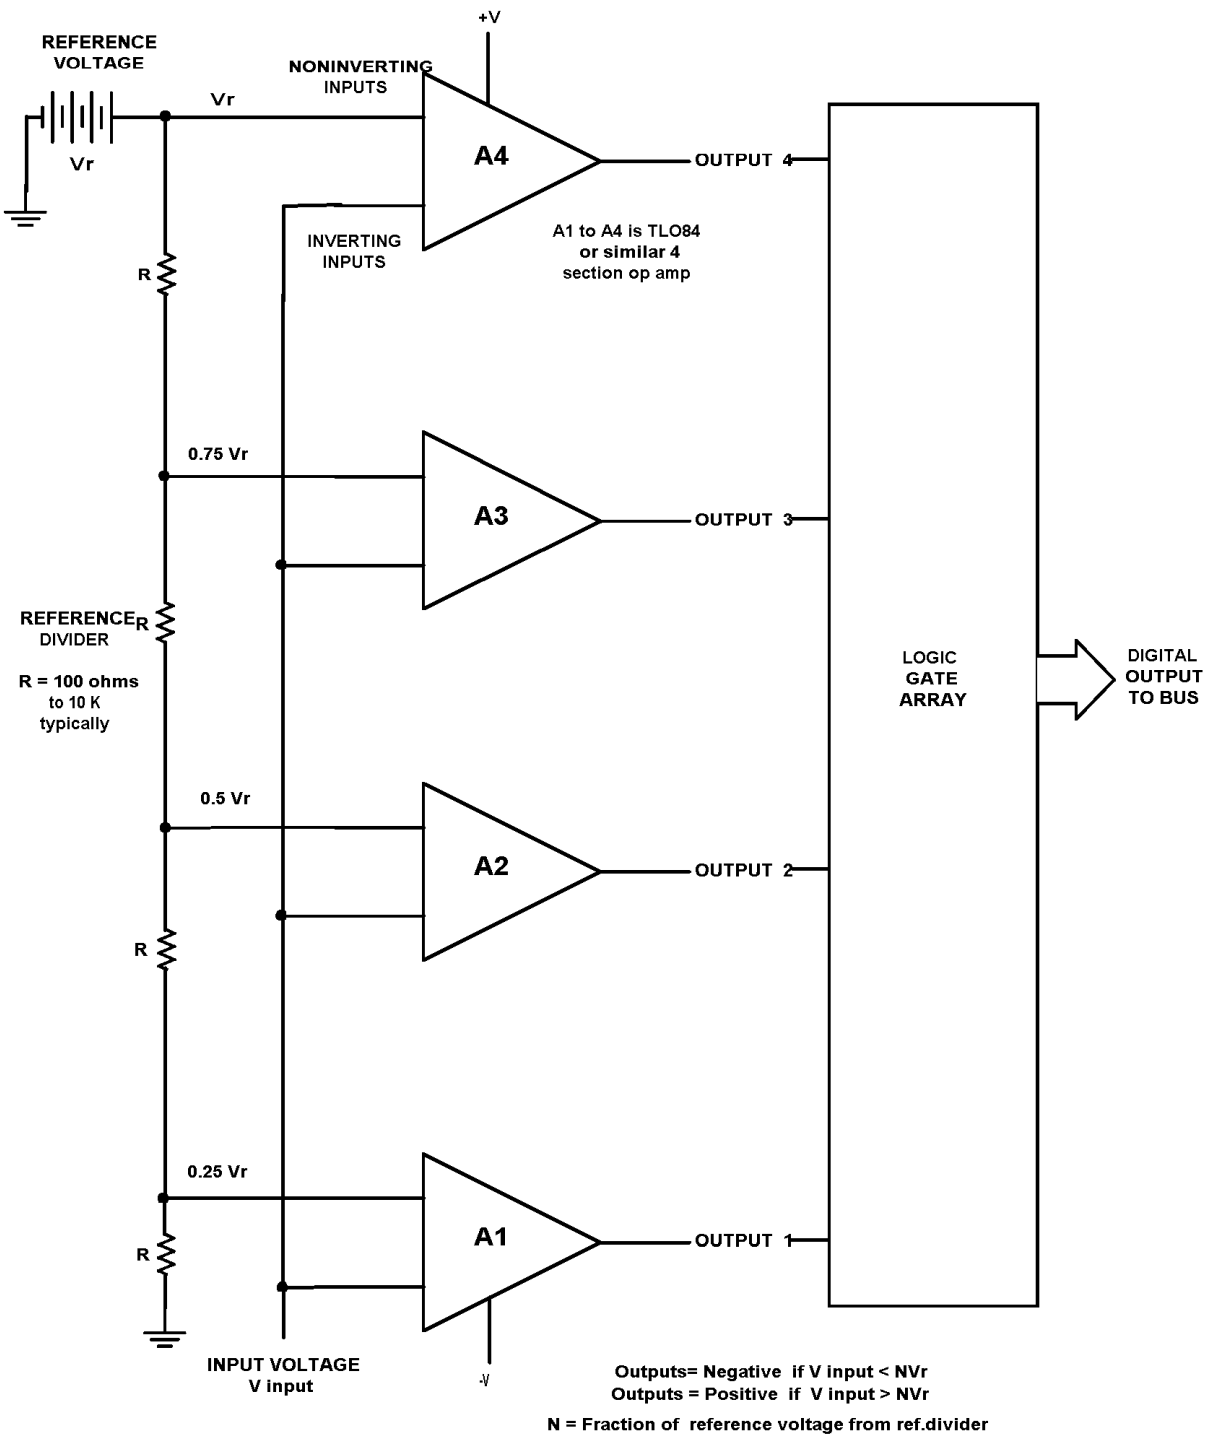 +V
REFERENCE
VOLTAGE
NONINVERTING
INPUTS
Vr
Vr
A4
OUTPUT 4
INVERTING
INPUTS
A1 to A4 is TLO84
or similar 4
section op amp
R
0.75 Vr
A3
OUTPUT 3
REFERENCE
DIVIDER
R
R = 100 ohms
to 10 K
typically
LOGIC
GATE
ARRAY
DIGITAL
OUTPUT
TO BUS
0.5 Vr
A2
OUTPUT 2
R
0.25 Vr
A1
OUTPUT 1
R
INPUT VOLTAGE
V input
-V
Outputs= Negative if V input < NVr
Outputs = Positive if V input > NVr
N = Fraction of reference voltage from ref.divider